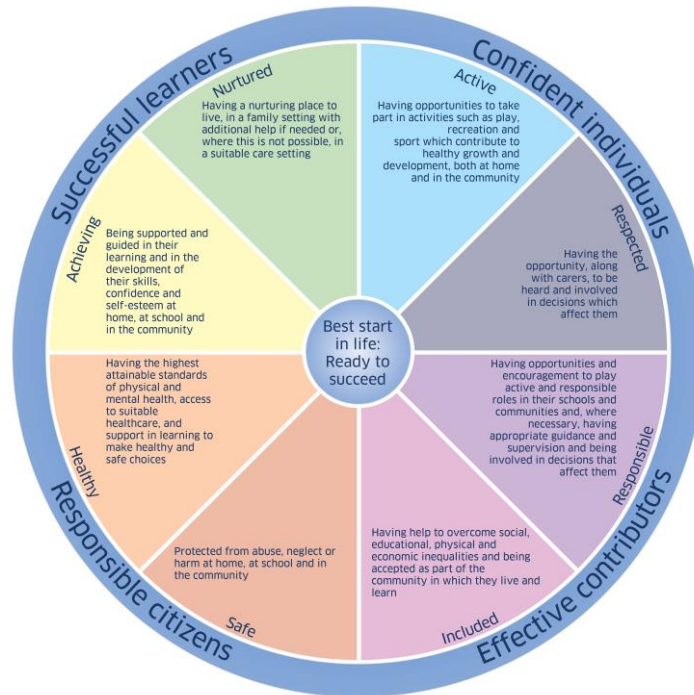 Successful learners
Confident individuals
Nurtured
Having a nurturing place to
live, in a family setting with
additional help if needed or,
where this is not possible, in
a suitable care setting
Active
Having opportunities to take
part in activities such as play,
recreation and
sport which contribute to
healthy growth and
development, both at home
and in the community
Achieving
Being supported and
guided in their
learning and in the
development of
their skills,
confidence and
self-esteem at
home, at school and
in the community
Respected
Having the
opportunity, along
with carers, to be
heard and involved
in decisions which
affect them
Best start
in life:
Ready to
succeed
Healthy
Having the highest
attainable standards
of physical and
mental health, access
to suitable
healthcare, and
support in learning to
make healthy and
safe choices
Responsible
Having opportunities and
encouragement to play
active and responsible
roles in their schools and
communities and, where
necessary, having
appropriate guidance and
supervision and being
involved in decisions that
affect them
Safe
Protected from abuse, neglect or
harm at home, at school and in
the community
Included
Having help to overcome social,
educational, physical and
economic inequalities and being
accepted as part of the
community in which they live and
learn
Responsible citizens
Effective contributors